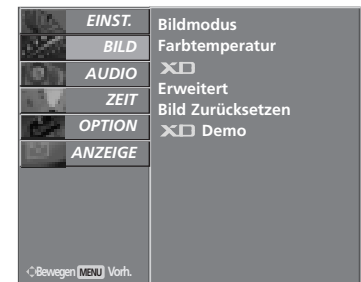 EINST.
BILD
AUDIO
ZEIT
OPTION
ANZEIGE
Bewegen MENU Vorh.
Bildmodus
Farbtemperatur
XD
Erweitert
Bild Zurücksetzen
XD Demo